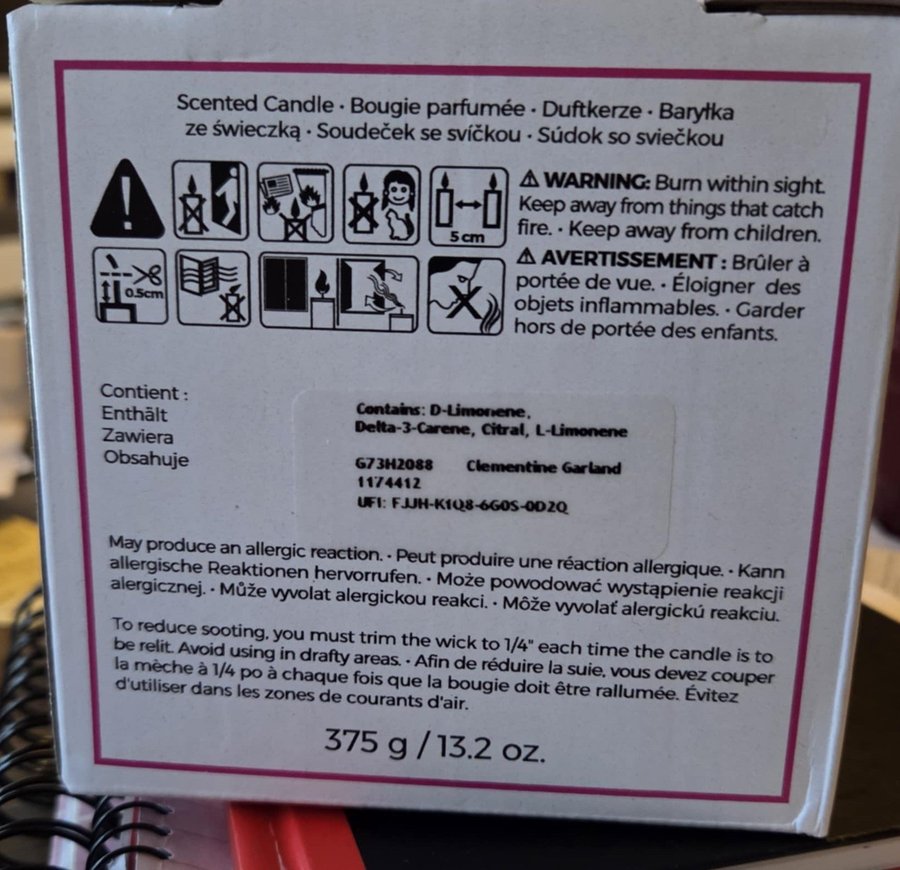 Scented Candle · Bougie parfumée · Duftkerze · Baryłka
ze świeczką · Soudeček se svíčkou · Súdok so sviečkou
5 cm
0.5cm
⚠ WARNING: Burn within sight.
Keep away from things that catch
fire. · Keep away from children.
⚠ AVERTISSEMENT : Brûler à
portée de vue. · Éloigner des
objets inflammables. · Garder
hors de portée des enfants.
Contient :
Enthält
Zawiera
Obsahuje
Contains: D-Limonene,
Delta-3-Carene, Citral, L-Limonene
G73H2088 Clementine Garland
1174412
UFI: FJJH-K1Q8-6G0S-0D2Q
May produce an allergic reaction. · Peut produire une réaction allergique. · Kann
allergische Reaktionen hervorrufen. · Może powodować wystąpienie reakcji
alergicznej. · Může vyvolat alergickou reakci. · Môže vyvolať alergickú reakciu.
To reduce sooting, you must trim the wick to 1/4" each time the candle is to
be relit. Avoid using in drafty areas. · Afin de réduire la suie, vous devez couper
la mèche à 1/4 po à chaque fois que la bougie doit être rallumée. Évitez
d'utiliser dans les zones de courants d'air.
375 g / 13.2 oz.